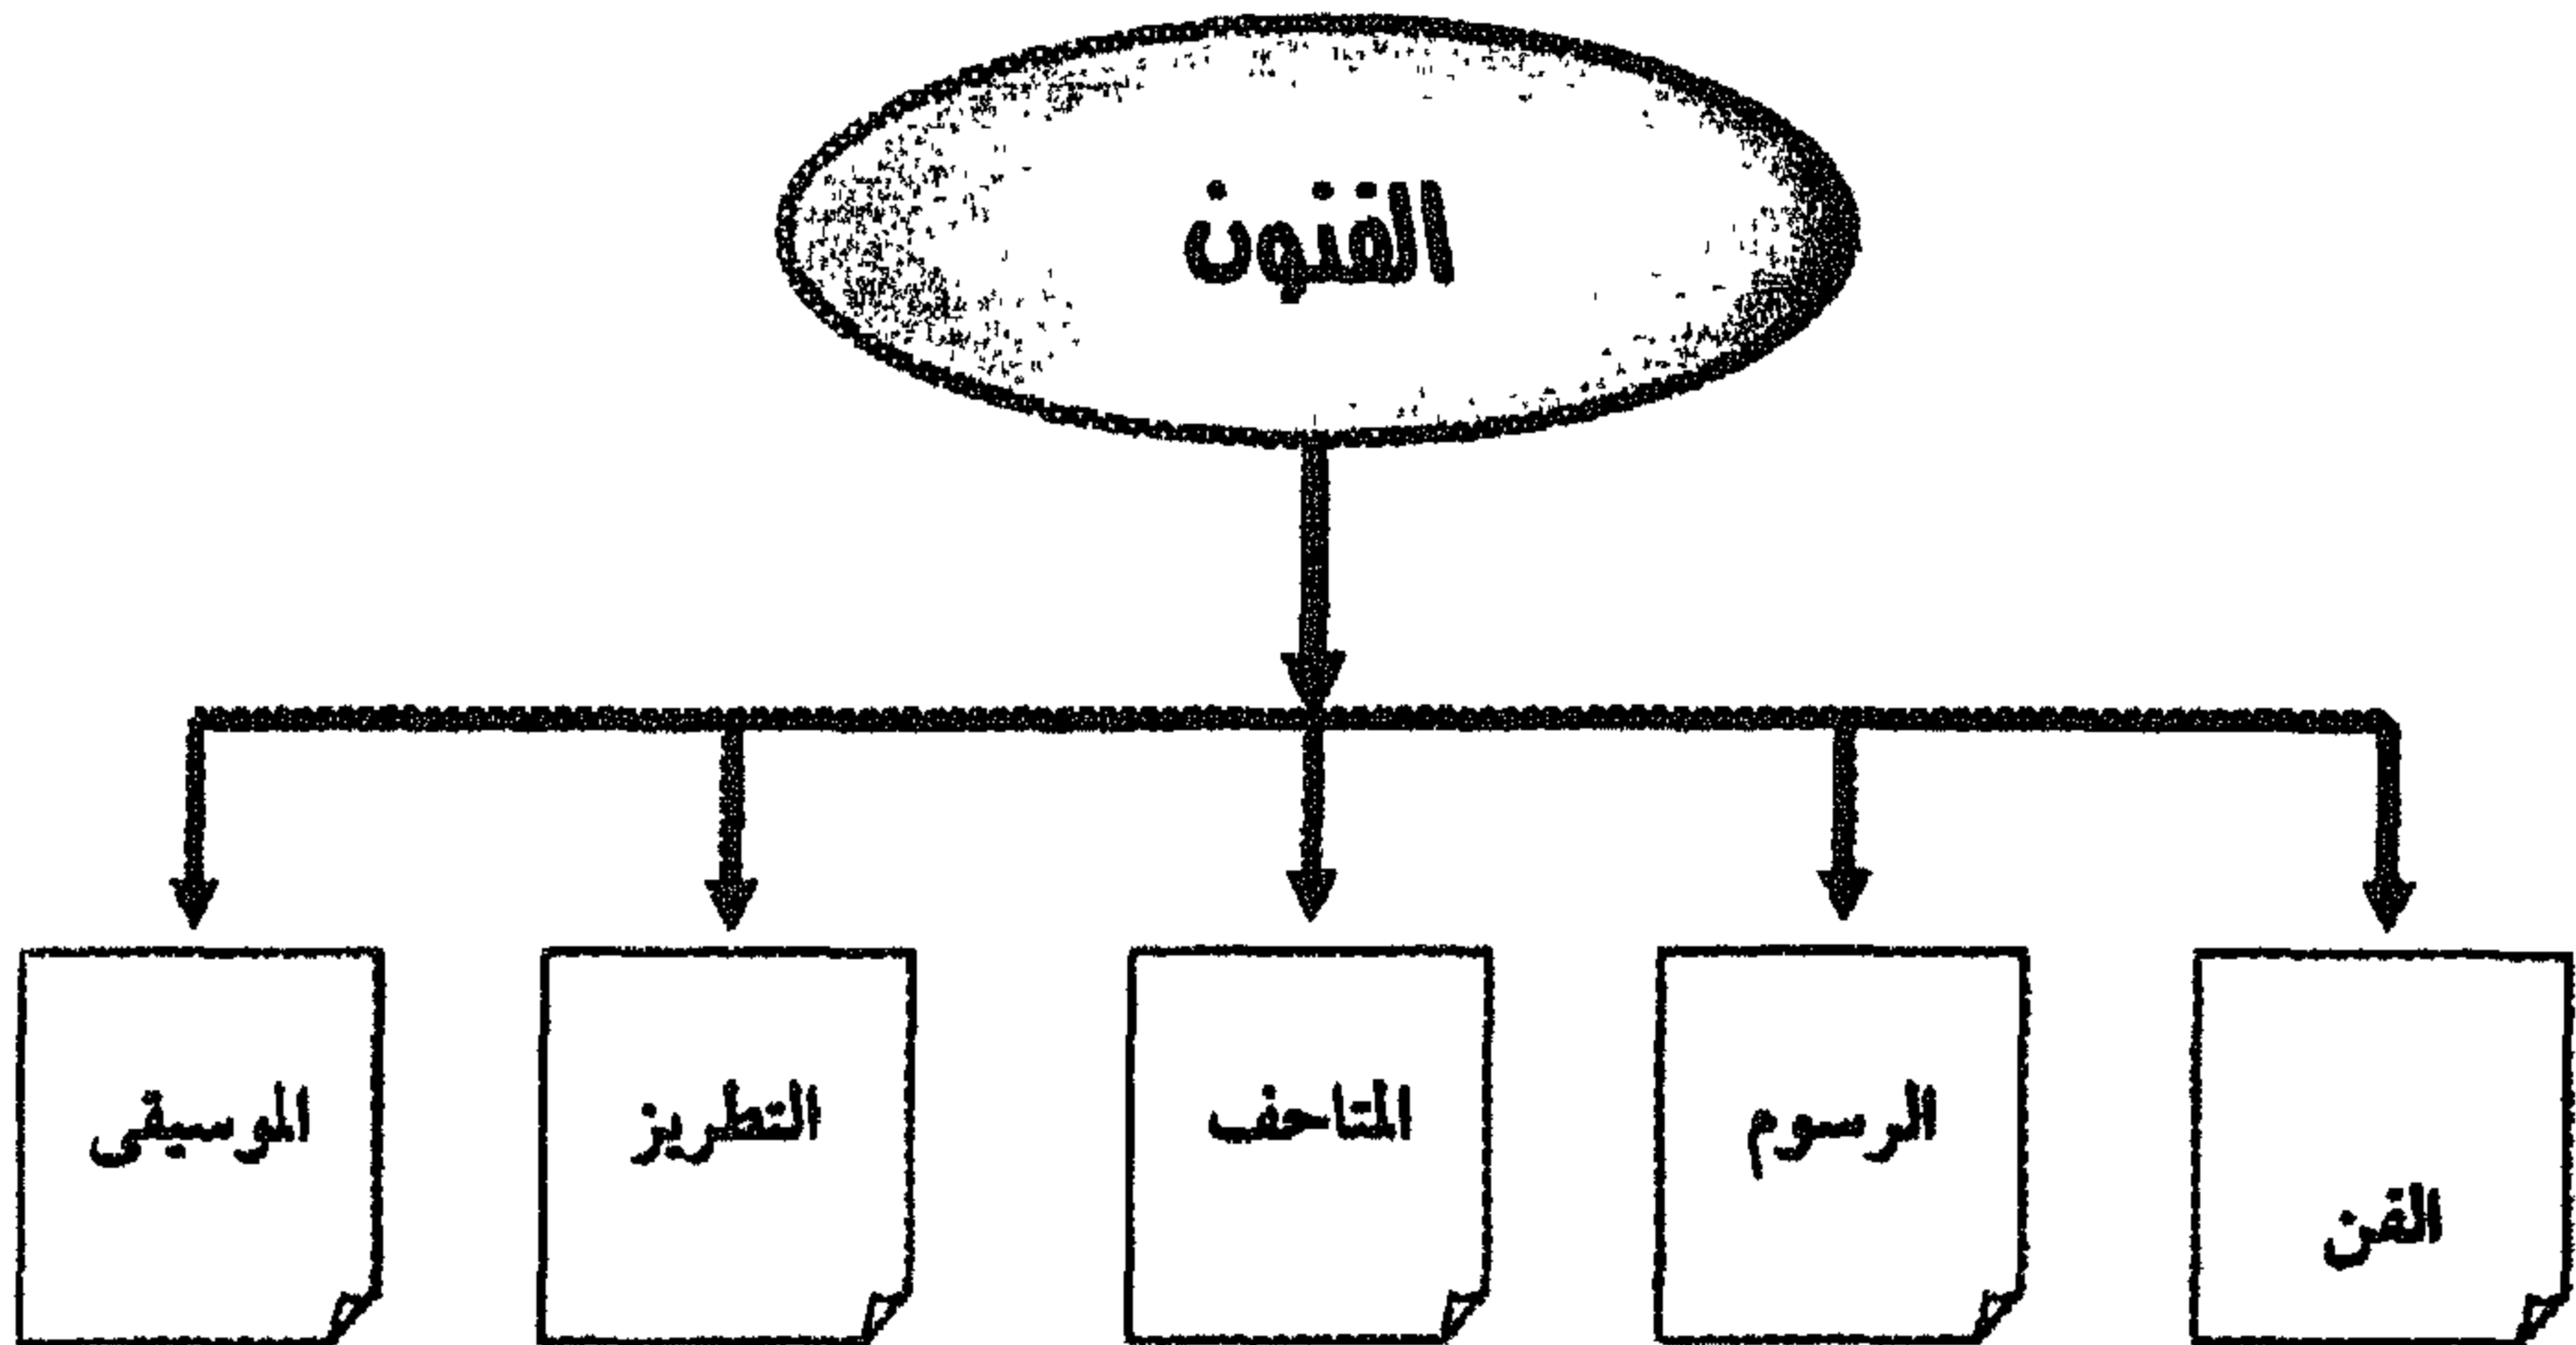 الفنون
الفن
الرسوم
المتاحف
التطريز
الموسيقى